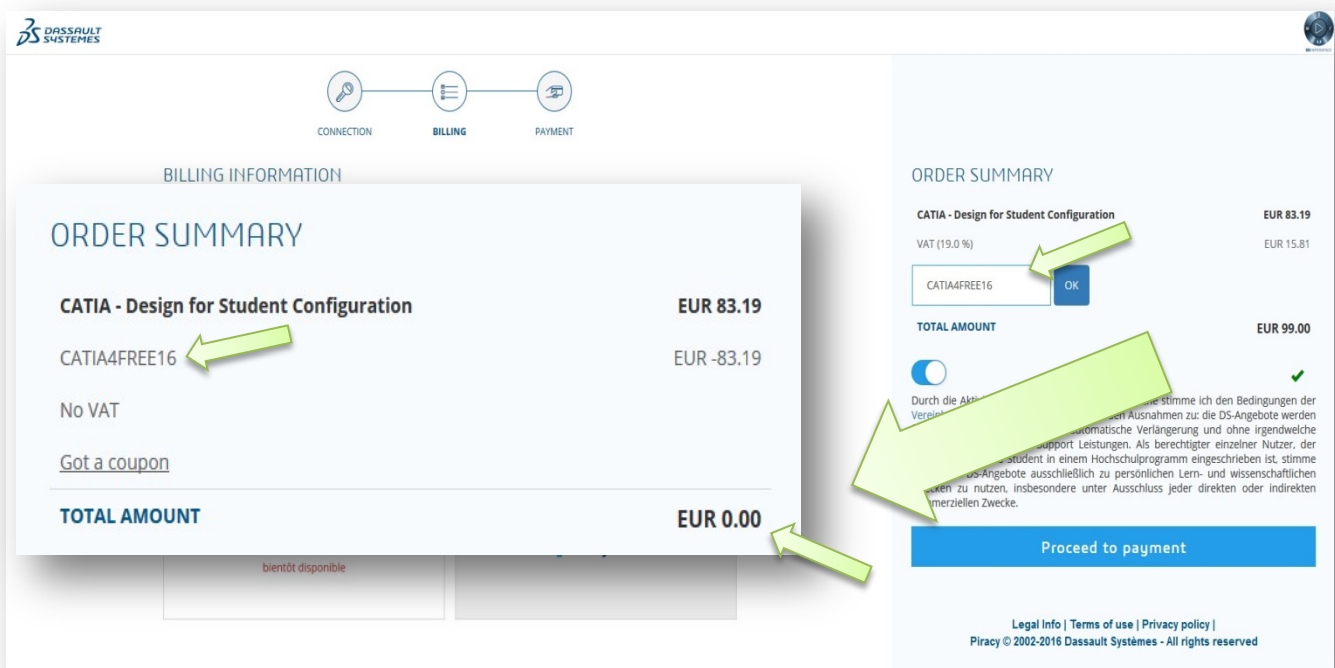 DASSAULT
SYSTEMES
CONNECTION
BILLING
PAYMENT
BILLING INFORMATION
ORDER SUMMARY
CATIA - Design for Student Configuration EUR 83.19
CATIA4FREE16 EUR -83.19
No VAT
Got a coupon
TOTAL AMOUNT EUR 0.00
bientôt disponible
ORDER SUMMARY
CATIA - Design for Student Configuration EUR 83.19
VAT (19.0 %) EUR 15.81
CATIA4FREE16 OK
TOTAL AMOUNT EUR 99.00
Durch die stimme ich den Bedingungen der
Ausnahmen zu: die DS-Angebote werden
automatische Verlängerung und ohne irgendwelche
Support Leistungen. Als berechtigter einzelner Nutzer, der
Student in einem Hochschulprogramm eingeschrieben ist, stimme
DS-Angebote ausschließlich zu persönlichen Lern- und wissenschaftlichen
zu nutzen, insbesondere unter Ausschluss jeder direkten oder indirekten
Zwecke.
Proceed to payment
Legal Info | Terms of use | Privacy policy |
Piracy © 2002-2016 Dassault Systèmes - All rights reserved